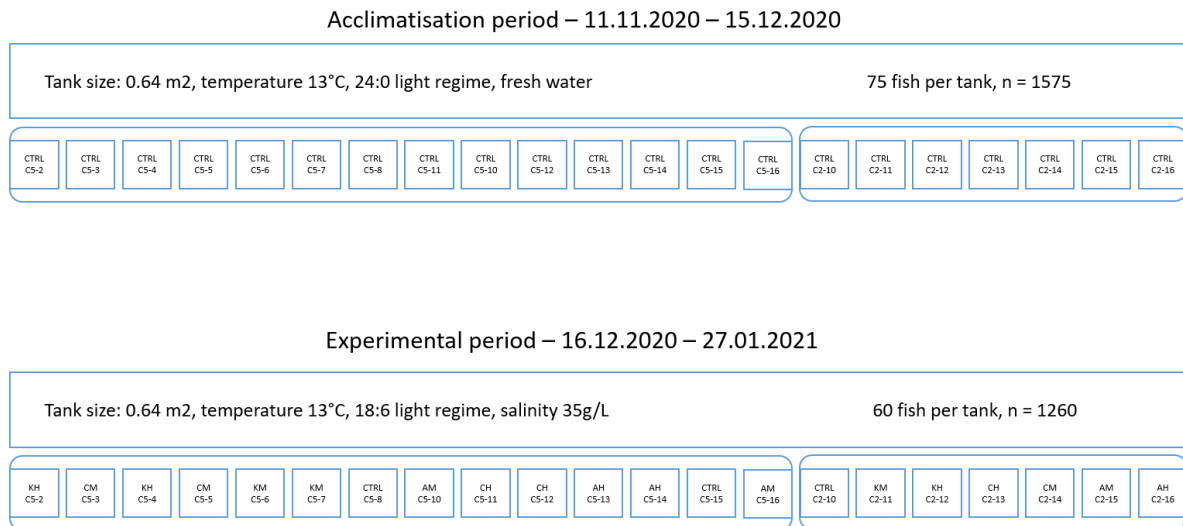 Acclimatisation period – 11.11.2020 – 15.12.2020
Tank size: 0.64 m2, temperature 13°C, 24:0 light regime, fresh water
75 fish per tank, n = 1575
CTRL C5-2
CTRL C5-3
CTRL C5-4
CTRL C5-5
CTRL C5-6
CTRL C5-7
CTRL C5-8
CTRL C5-11
CTRL C5-10
CTRL C5-12
CTRL C5-13
CTRL C5-14
CTRL C5-15
CTRL C5-16
CTRL C2-10
CTRL C2-11
CTRL C2-12
CTRL C2-13
CTRL C2-14
CTRL C2-15
CTRL C2-16
Experimental period – 16.12.2020 – 27.01.2021
Tank size: 0.64 m2, temperature 13°C, 18:6 light regime, salinity 35g/L
60 fish per tank, n = 1260
KH C5-2
CM C5-3
KH C5-4
CM C5-5
KM C5-6
KM C5-7
CTRL C5-8
AM C5-10
CH C5-11
CH C5-12
AH C5-13
AH C5-14
CTRL C5-15
AM C5-16
CTRL C2-10
KM C2-11
KH C2-12
CH C2-13
CM C2-14
AM C2-15
AH C2-16